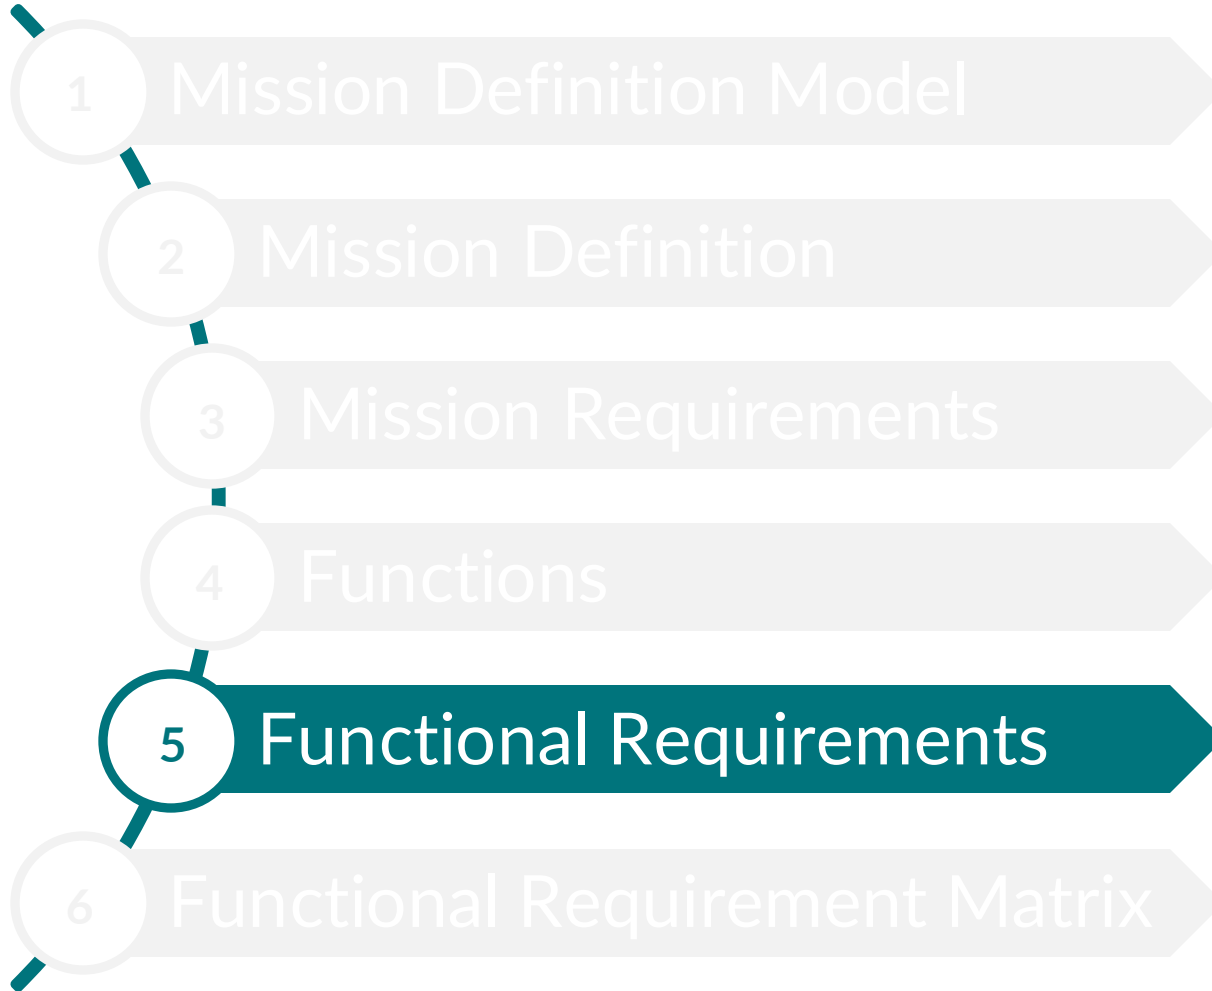 1 Mission Definition Model
2 Mission Definition
3 Mission Requirements
4 Functions
5 Functional Requirements
6 Functional Requirement Matrix